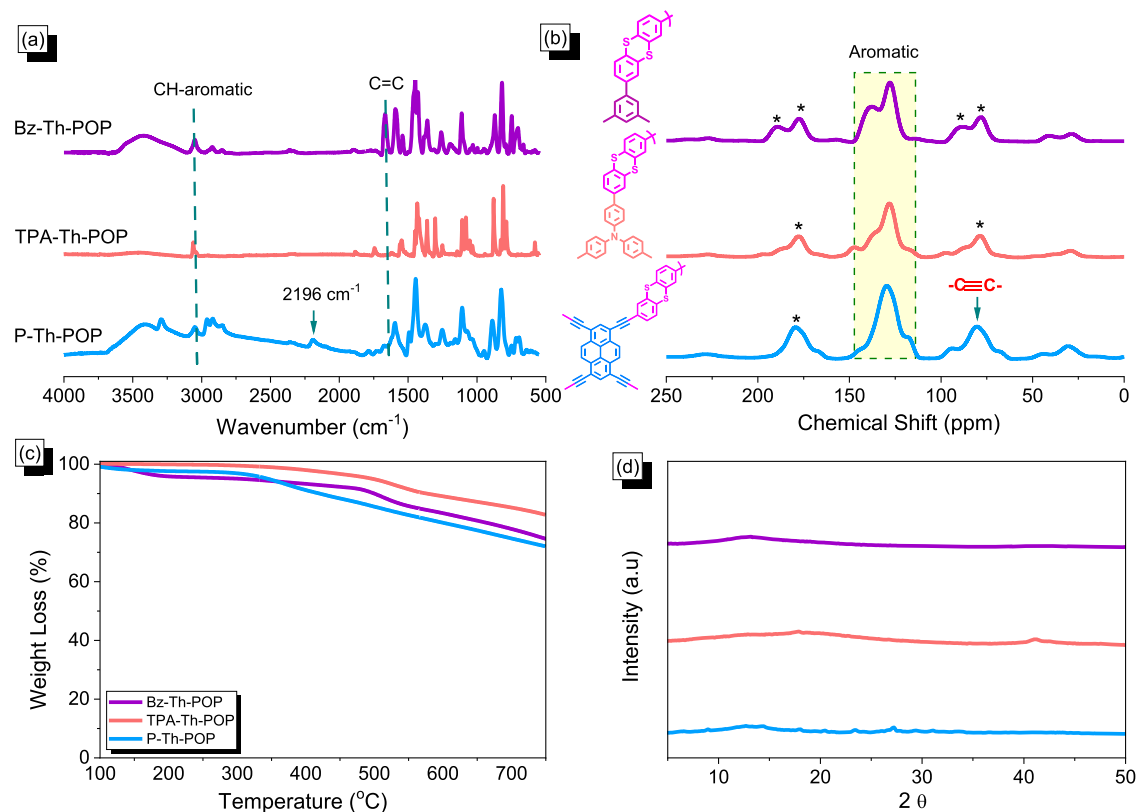 (a)
CH-aromatic
C=C
Bz-Th-POP
TPA-Th-POP
2196 cm⁻¹
P-Th-POP
4000 3500 3000 2500 2000 1500 1000 500
Wavenumber (cm⁻¹)
(b)
S
S
S
S
N
S
S
Aromatic
* * * *
* *
-C≡C-
*
250 200 150 100 50 0
Chemical Shift (ppm)
(c)
100
80
60
40
20
0
Weight Loss (%)
Bz-Th-POP
TPA-Th-POP
P-Th-POP
100 200 300 400 500 600 700
Temperature (°C)
(d)
Intensity (a.u)
10 20 30 40 50
2 θ